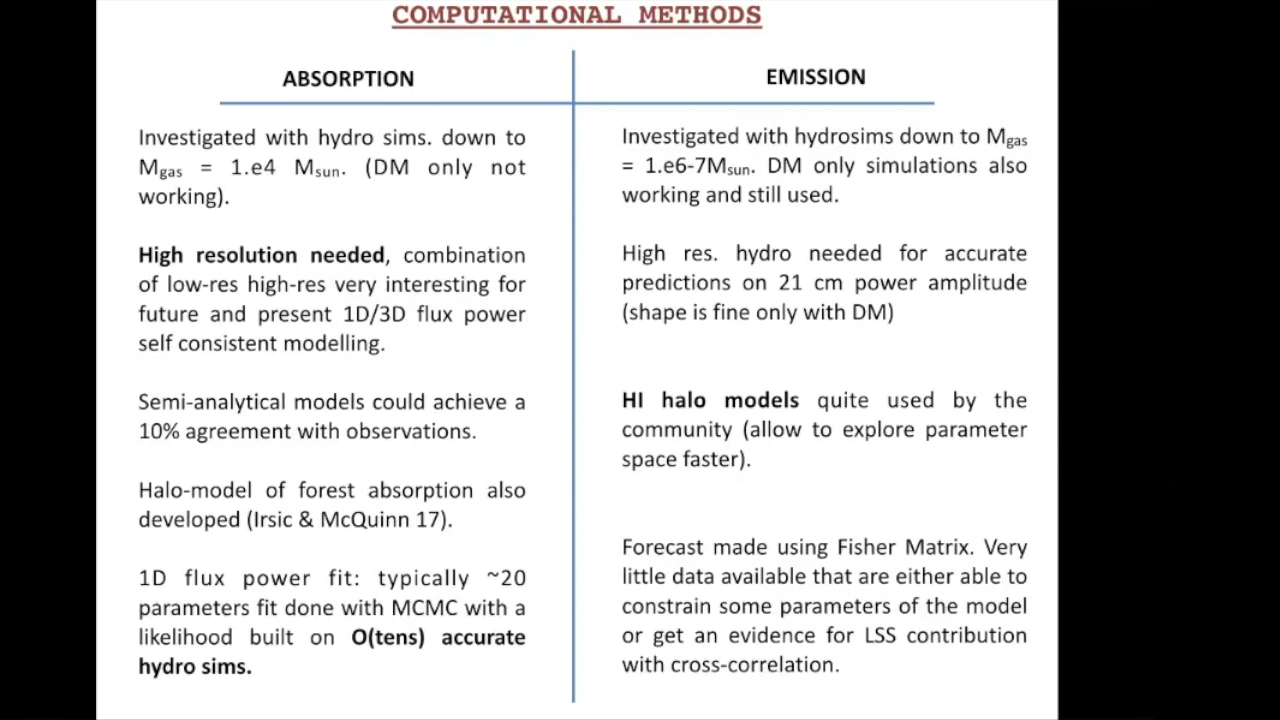 COMPUTATIONAL METHODS
ABSORPTION
Investigated with hydro sims. down to
Mgas = 1.e4 Msun. (DM only not
working).
High resolution needed, combination
of low-res high-res very interesting for
future and present 1D/3D flux power
self consistent modelling.
Semi-analytical models could achieve a
10% agreement with observations.
Halo-model of forest absorption also
developed (Irsic & McQuinn 17).
1D flux power fit: typically ~20
parameters fit done with MCMC with a
likelihood built on O(tens) accurate
hydro sims.
EMISSION
Investigated with hydrosims down to Mgas
= 1.e6-7Msun. DM only simulations also
working and still used.
High res. hydro needed for accurate
predictions on 21 cm power amplitude
(shape is fine only with DM)
HI halo models quite used by the
community (allow to explore parameter
space faster).
Forecast made using Fisher Matrix. Very
little data available that are either able to
constrain some parameters of the model
or get an evidence for LSS contribution
with cross-correlation.